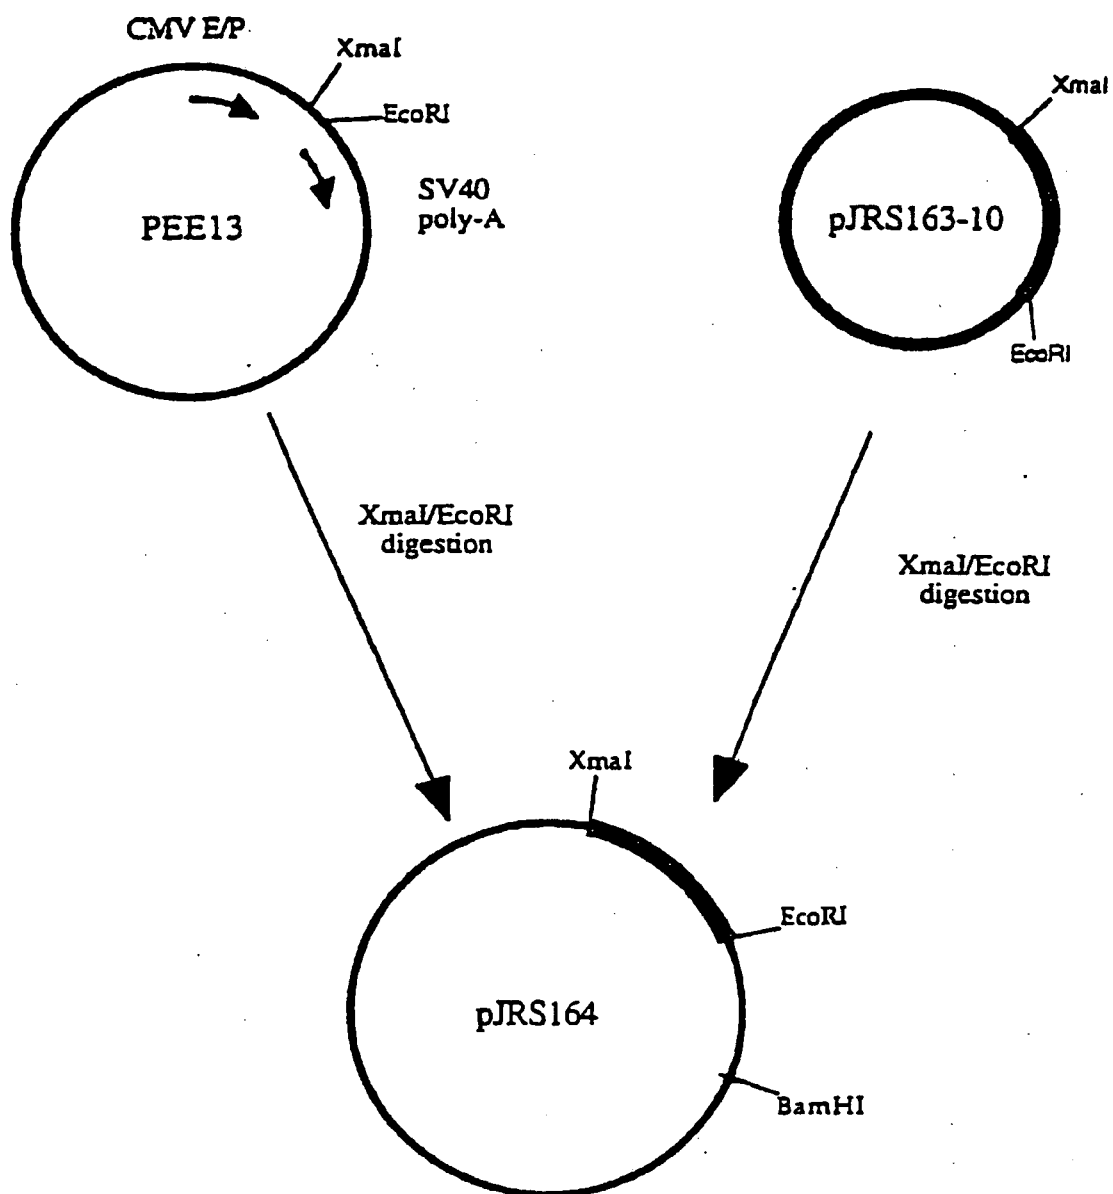 CMV E/P
XmaI
EcoRI
SV40
poly-A
PEE13
XmaI
pJRS163-10
EcoRI
XmaI/EcoRI
digestion
XmaI/EcoRI
digestion
XmaI
EcoRI
pJRS164
BamHI